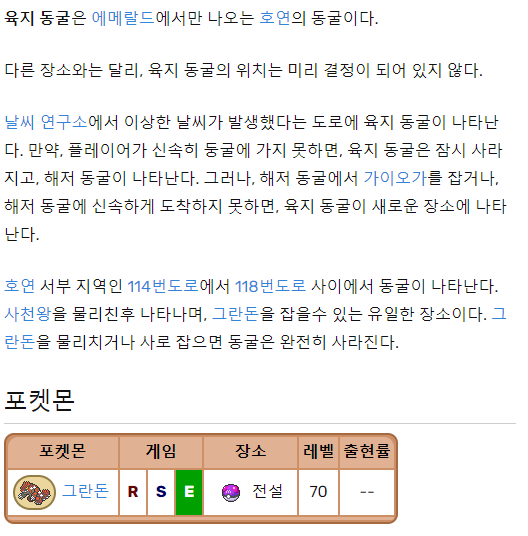 육지 동굴은 에메랄드에서만 나오는 호연의 동굴이다.
다른 장소와는 달리, 육지 동굴의 위치는 미리 결정이 되어 있지 않다.
날씨 연구소에서 이상한 날씨가 발생했다는 도로에 육지 동굴이 나타난
다. 만약, 플레이어가 신속히 동굴에 가지 못하면, 육지 동굴은 잠시 사라
지고, 해저 동굴이 나타난다. 그러나, 해저 동굴에서 가이오가를 잡거나,
해저 동굴에 신속하게 도착하지 못하면, 육지 동굴이 새로운 장소에 나타
난다.
호연 서부 지역인 114번도로에서 118번도로 사이에서 동굴이 나타난다.
사천왕을 물리친후 나타나며, 그란돈을 잡을수 있는 유일한 장소이다. 그
란돈을 물리치거나 사로 잡으면 동굴은 완전히 사라진다.
포켓몬
포켓몬 게임 장소 레벨 출현률
그란돈 R S E 전설 70 --